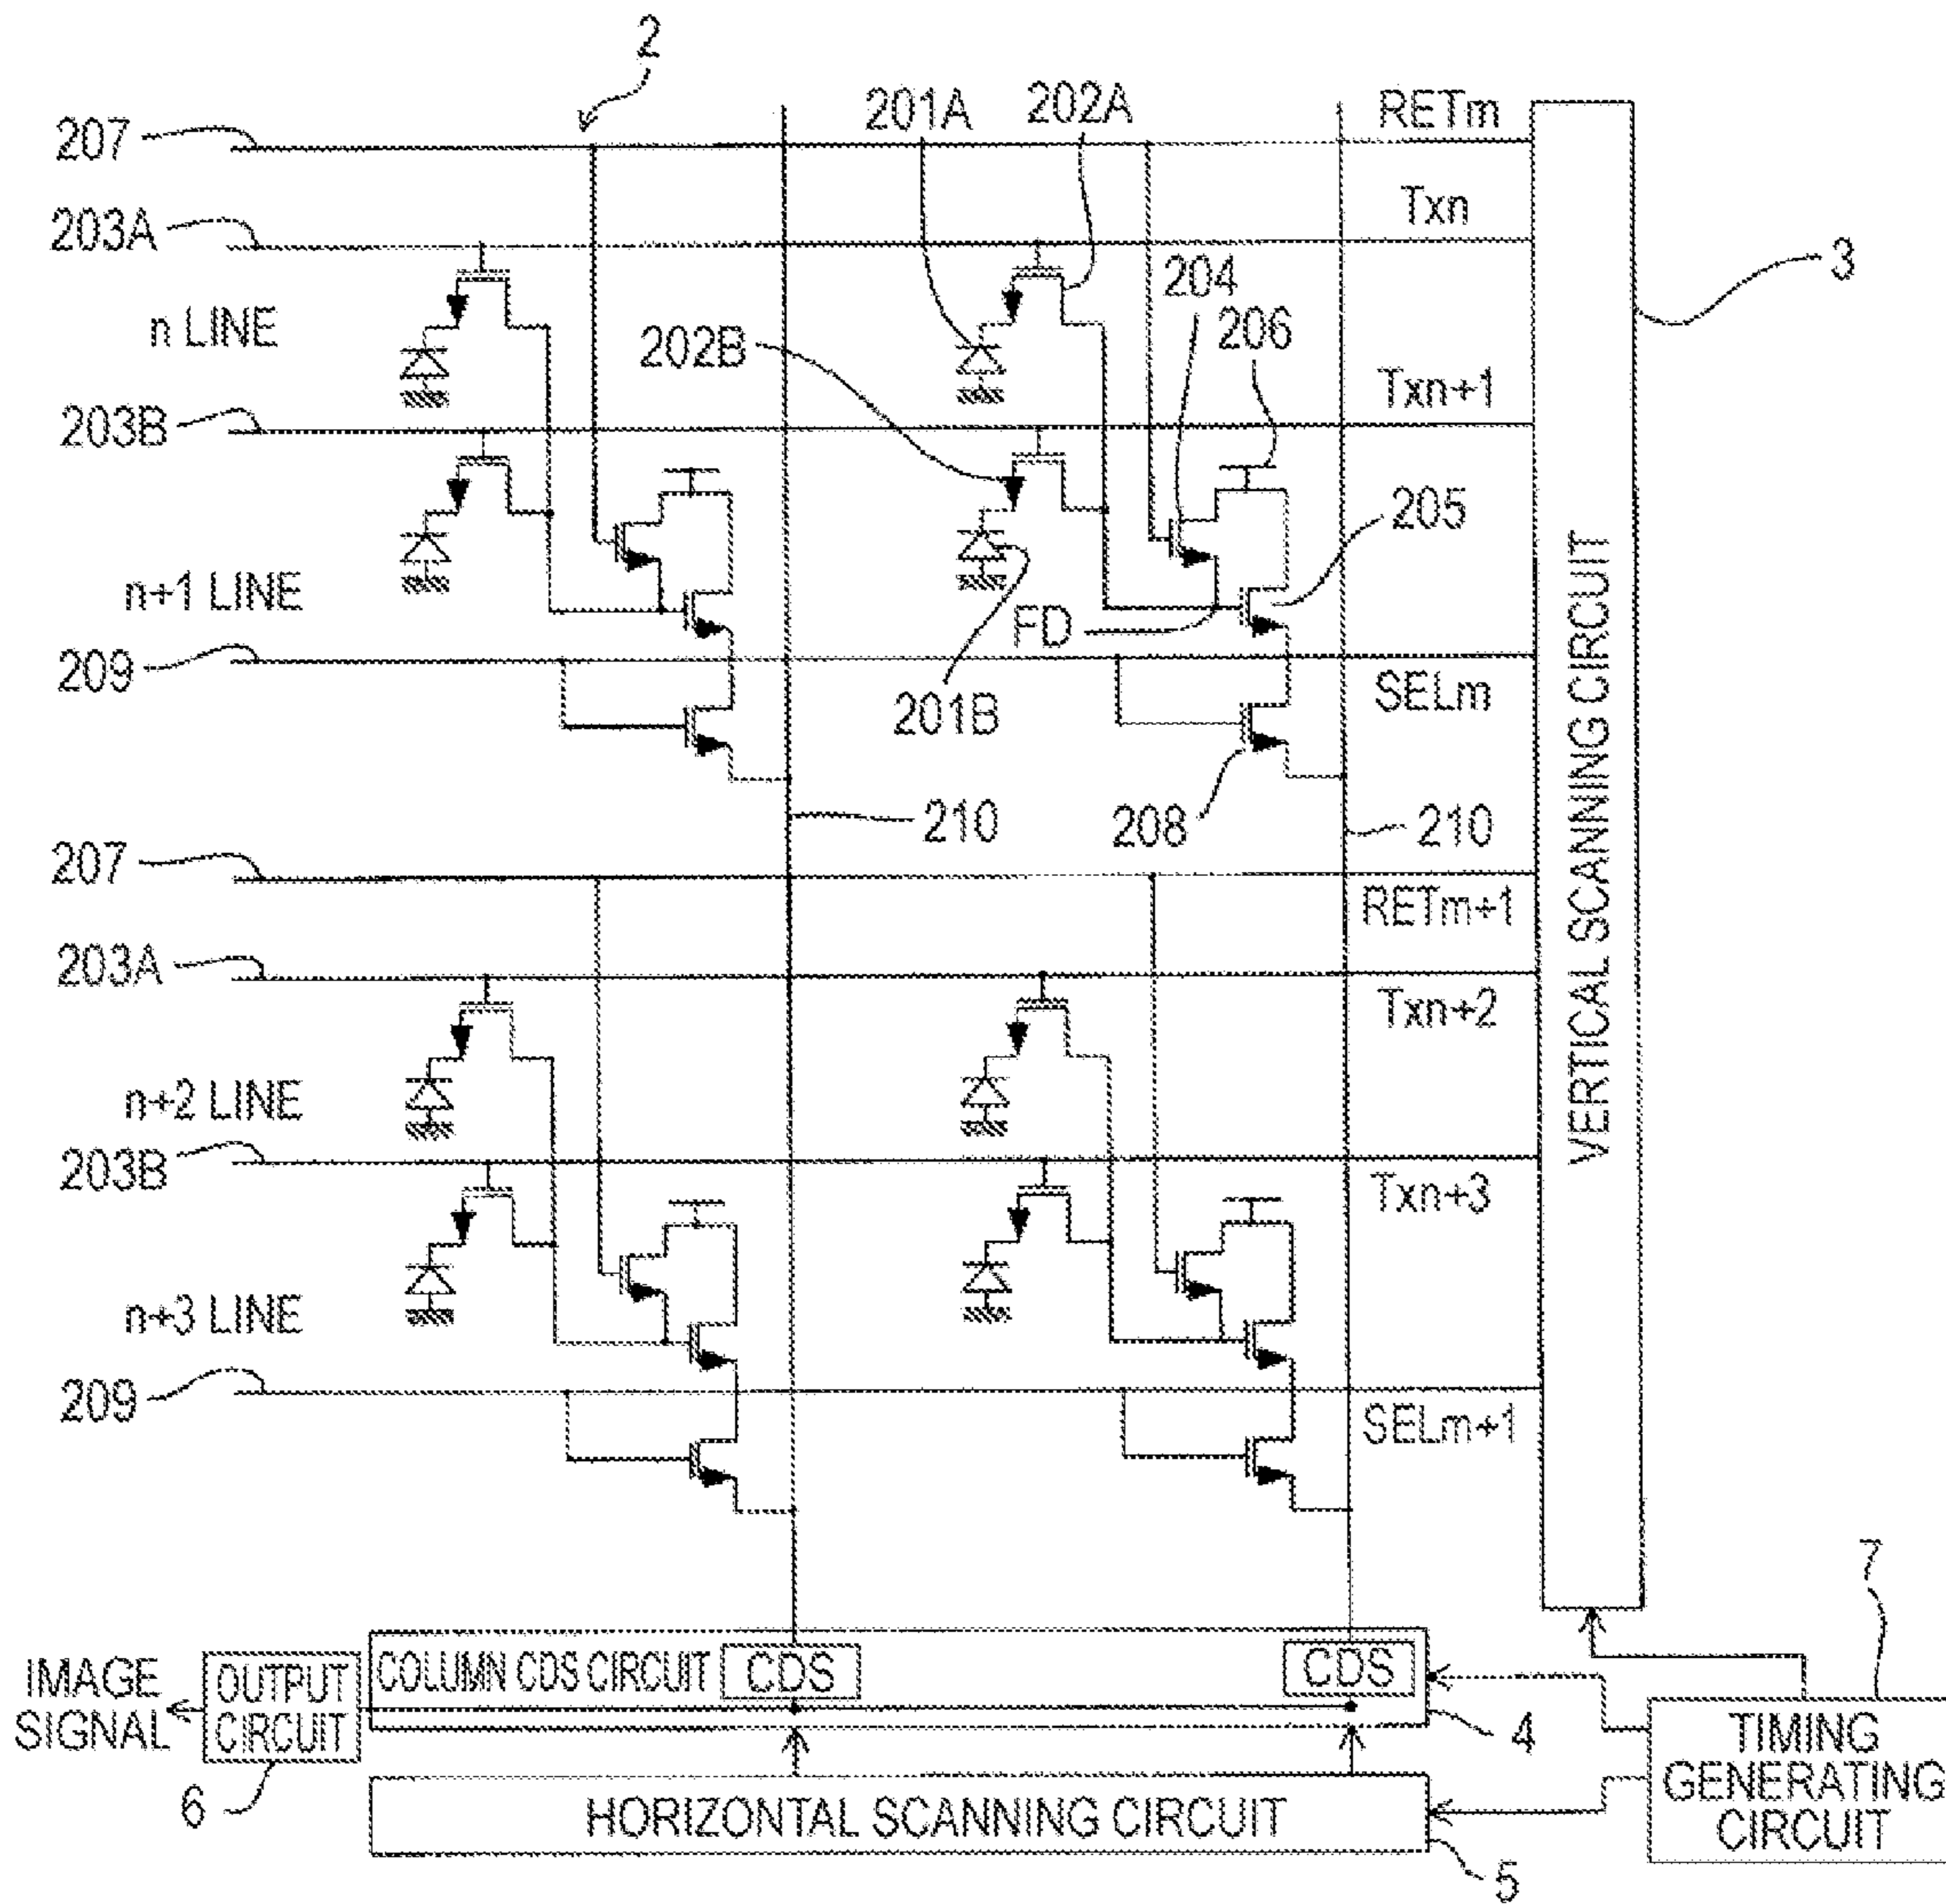 2
201A
202A
RETm
207
Txn
203A
3
204
n LINE
206
202B
Txn+1
203B
205
n+1 LINE
FD
209
SELm
201B
VERTICAL SCANNING CIRCUIT
210
208
210
207
RETm+1
203A
Txn+2
n+2 LINE
203B
Txn+3
n+3 LINE
209
SELm+1
7
IMAGE
SIGNAL
OUTPUT
CIRCUIT
COLUMN CDS CIRCUIT
CDS
CDS
4
TIMING
GENERATING
CIRCUIT
6
HORIZONTAL SCANNING CIRCUIT
5